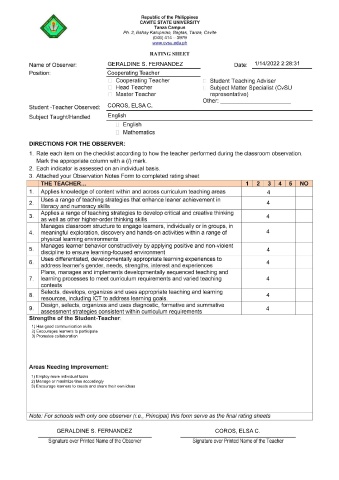 Republic of the Philippines
CAVITE STATE UNIVERSITY
Tanza Campus
Ph. 2, Bahay Katuparan, Bagtas, Tanza, Cavite
(046) 414 - 3979
www.cvsu.edu.ph
RATING SHEET
Name of Observer: GERALDINE S. FERNANDEZ Date: 1/14/2022 2:28:31
Position: Cooperating Teacher
Cooperating Teacher Student Teaching Adviser
Head Teacher Subject Matter Specialist (CvSU
Master Teacher representative)
Other:
Student -Teacher Observed: COROS, ELSA C.
Subject Taught/Handled English
English
Mathematics
DIRECTIONS FOR THE OBSERVER:
1. Rate each item on the checklist according to how the teacher performed during the classroom observation.
Mark the appropriate column with a (/) mark.
2. Each indicator is assessed on an individual basis.
3. Attached your Observation Notes Form to completed rating sheet
THE TEACHER... 1 2 3 4 5 NO
1. Applies knowledge of content within and across curriculum teaching areas 4
2. Uses a range of teaching strategies that enhance leaner achievement in
literacy and numeracy skills 4
3. Applies a range of teaching strategies to develop critical and creative thinking
as well as other higher-order thinking skills 4
4. Manages classroom structure to engage learners, individually or in groups, in
meaningful exploration, discovery and hands-on activities within a range of
physical learning environments 4
5. Manages learner behavior constructively by applying positive and non-violent
discipline to ensure learning-focused environment 4
6. Uses differentiated, developmentally appropriate learning experiences to
address learner's gender, needs, strengths, interest and experiences 4
7. Plans, manages and implements developmentally sequenced teaching and
learning processes to meet curriculum requirements and varied teaching
contexts 4
8. Selects, develops, organizes and uses appropriate teaching and learning
resources, including ICT to address learning goals 4
9. Design, selects, organizes and uses diagnostic, formative and summative
assessment strategies consistent within curriculum requirements 4
Strengths of the Student-Teacher:
1) Has good communication skills
2) Encourages learners to participate
3) Promotes collaboration
Areas Needing Improvement:
1) Employ more individual tasks
2) Manage or maximize time accordingly
3) Encourage learners to create and share their own ideas
Note: For schools with only one observer (i.e., Principal) this form serve as the final rating sheets
GERALDINE S. FERNANDEZ COROS, ELSA C.
Signature over Printed Name of the Observer Signature over Printed Name of the Teacher